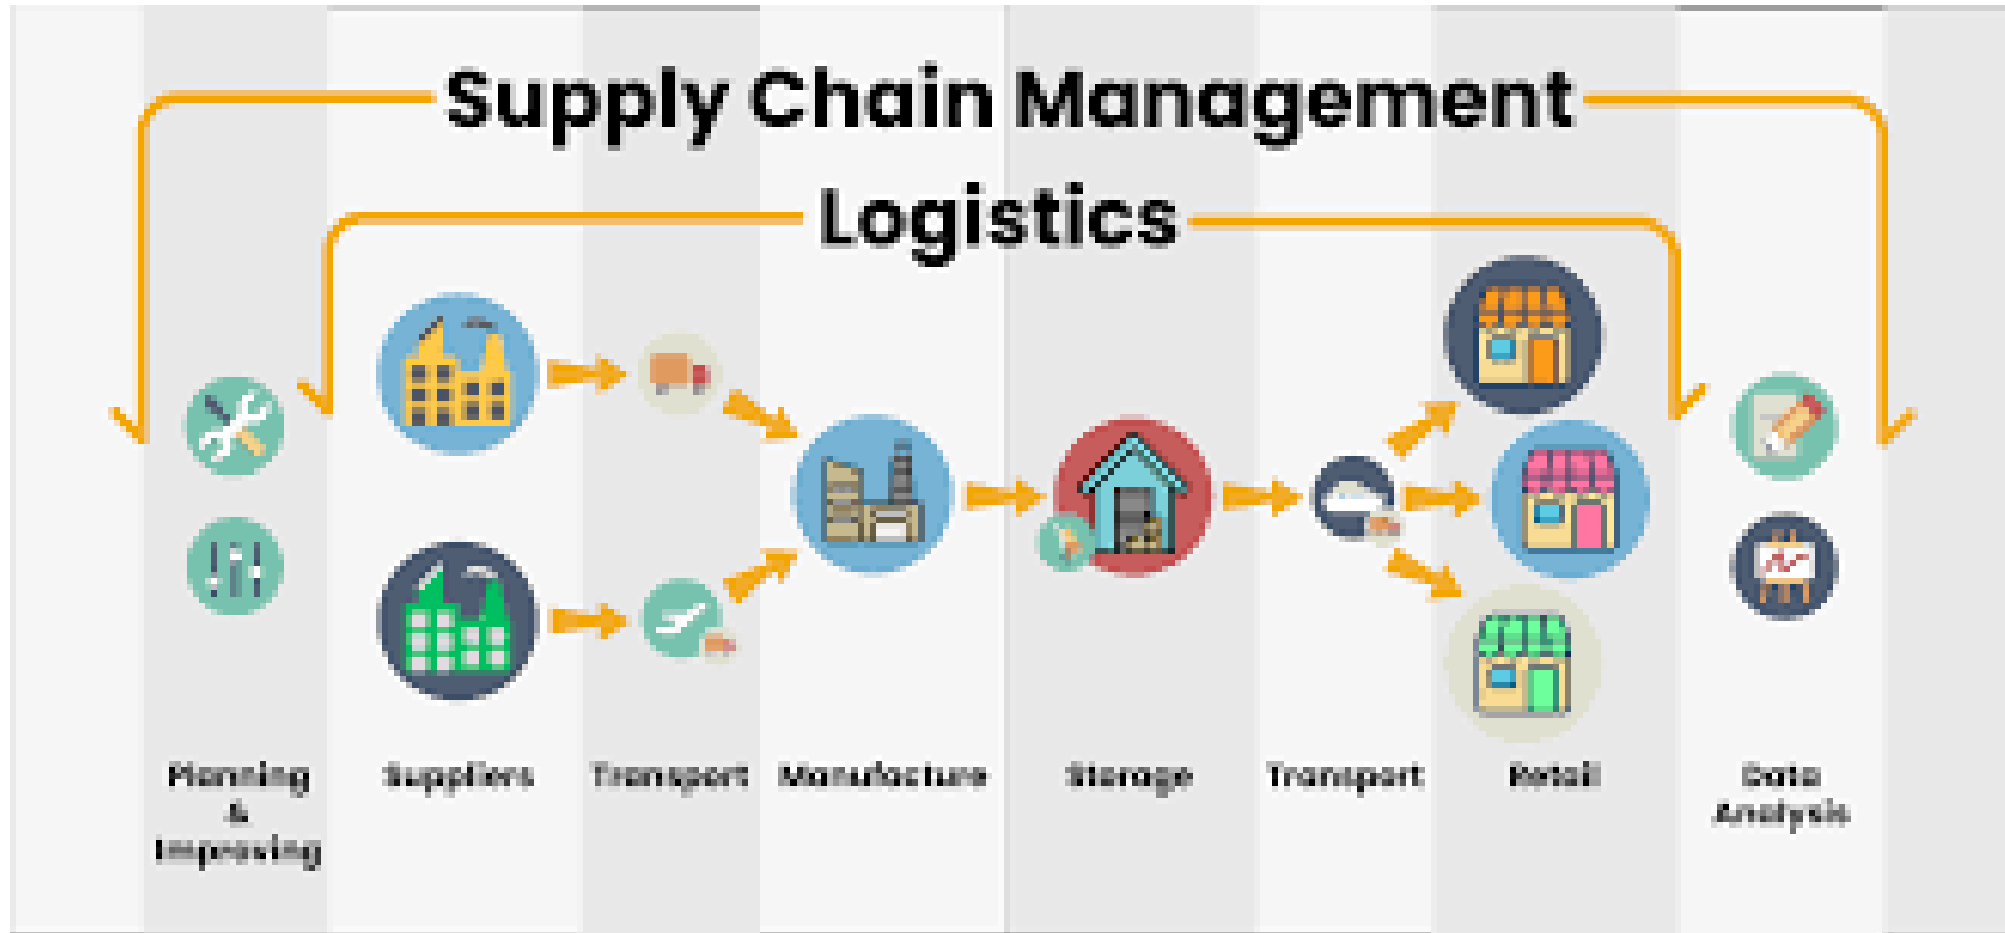 Supply Chain Management
Logistics
Planning
&
Improving
Suppliers
Transport
Manufacture
Storage
Transport
Retail
Data
Analysis